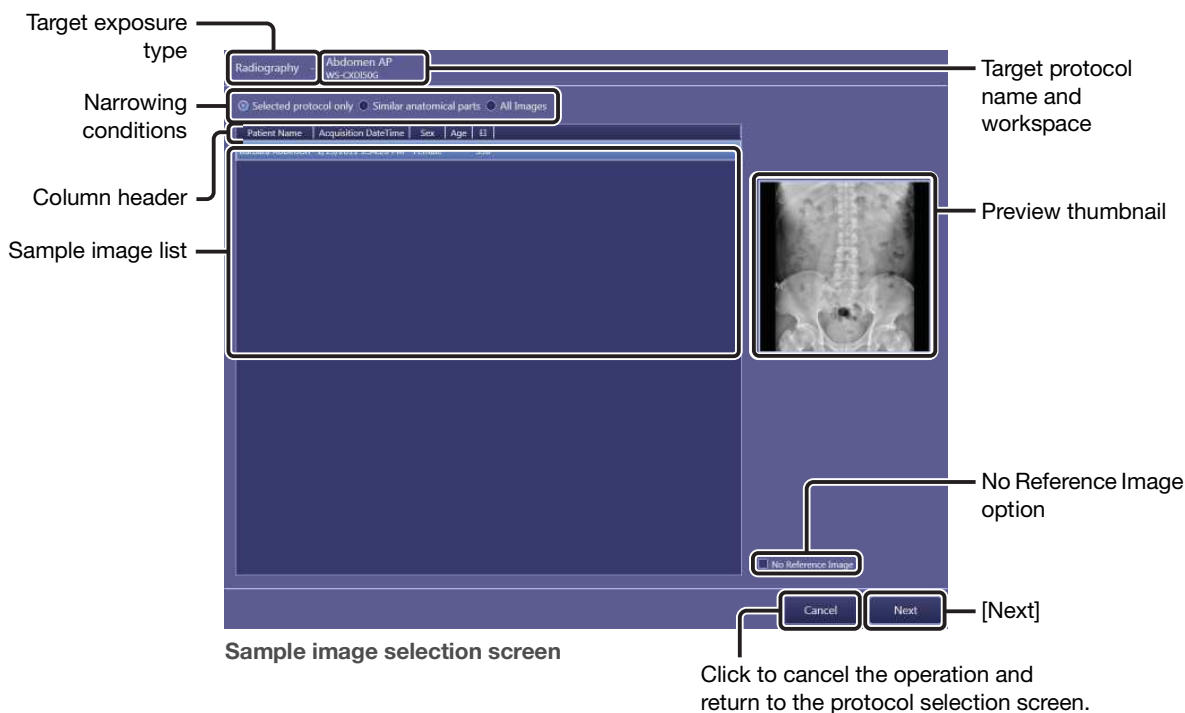 Target exposure
type
Radiography - Abdomen AP
WS-CXDI50G
Target protocol
name and
workspace
Narrowing
conditions
Selected protocol only Similar anatomical parts All Images
Patient Name Acquisition DateTime Sex Age EI
Column header
Sample image list
Preview thumbnail
No Reference Image
option
No Reference Image
Cancel Next
[Next]
Sample image selection screen
Click to cancel the operation and
return to the protocol selection screen.